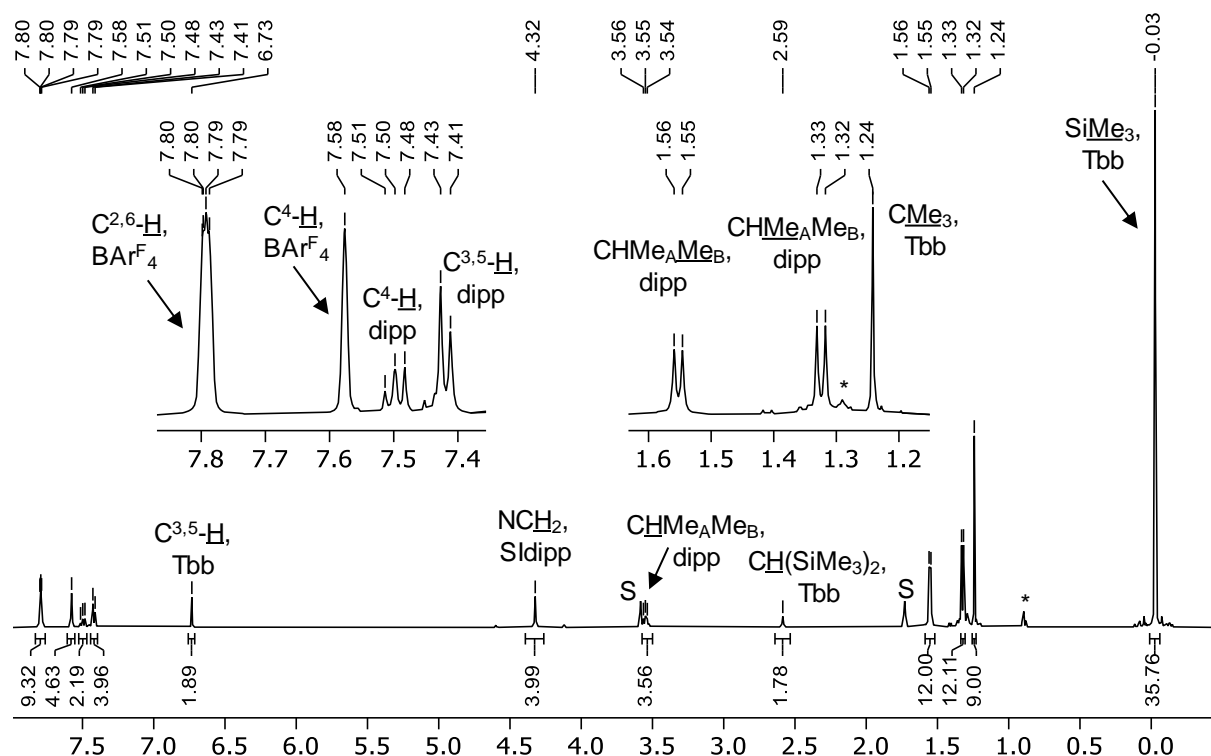 7.80 7.80 7.79 7.79 7.58 7.51 7.50 7.48 7.43 7.41 6.73 4.32 3.56 3.55 3.54 2.59 1.56 1.55 1.33 1.32 1.24 -0.03
7.80 7.80 7.79 7.79 7.58 7.51 7.50 7.48 7.43 7.41
1.56 1.55 1.33 1.32 1.24
SiMe₃,
Tbb
C²,⁶-H,
BArF₄
C⁴-H,
BArF₄
C⁴-H,
dipp
C³,⁵-H,
dipp
CHMeAMeB,
dipp
CHMeAMeB,
dipp
CMe₃,
Tbb
*
7.8 7.7 7.6 7.5 7.4
1.6 1.5 1.4 1.3 1.2
C³,⁵-H,
Tbb
NCH₂,
SIdipp
S
CHMeAMeB,
dipp
CH(SiMe₃)₂,
Tbb
S
*
9.32 4.63 2.19 3.96 1.89 3.99 3.56 1.78 12.00 12.11 9.00 35.76
7.5 7.0 6.5 6.0 5.5 5.0 4.5 4.0 3.5 3.0 2.5 2.0 1.5 1.0 0.5 0.0